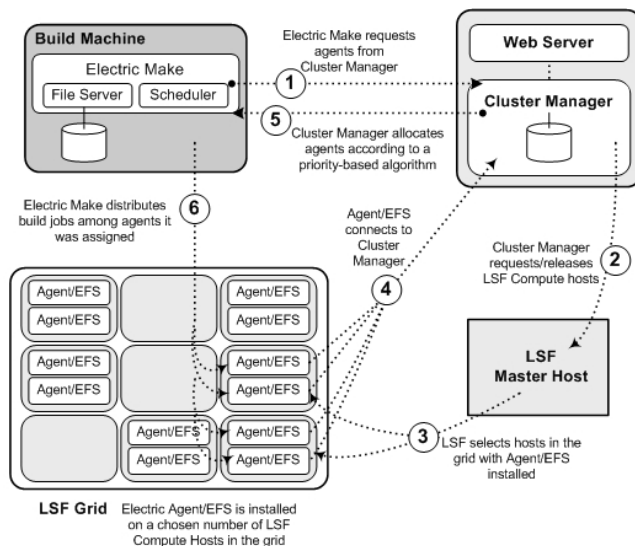 Build Machine
Electric Make
File Server
Scheduler
Electric Make requests
agents from
Cluster Manager
1
Web Server
Cluster Manager
5
Cluster Manager allocates
agents according to a
priority-based algorithm
Electric Make distributes
build jobs among agents it
was assigned
6
Agent/EFS
connects to
Cluster
Manager
4
Cluster Manager
requests/releases
LSF Compute hosts
2
Agent/EFS
Agent/EFS
Agent/EFS
Agent/EFS
Agent/EFS
Agent/EFS
Agent/EFS
Agent/EFS
Agent/EFS
Agent/EFS
Agent/EFS
Agent/EFS
LSF
Master Host
3
LSF selects hosts in the
grid with Agent/EFS
installed
LSF Grid
Electric Agent/EFS is installed
on a chosen number of LSF
Compute Hosts in the grid